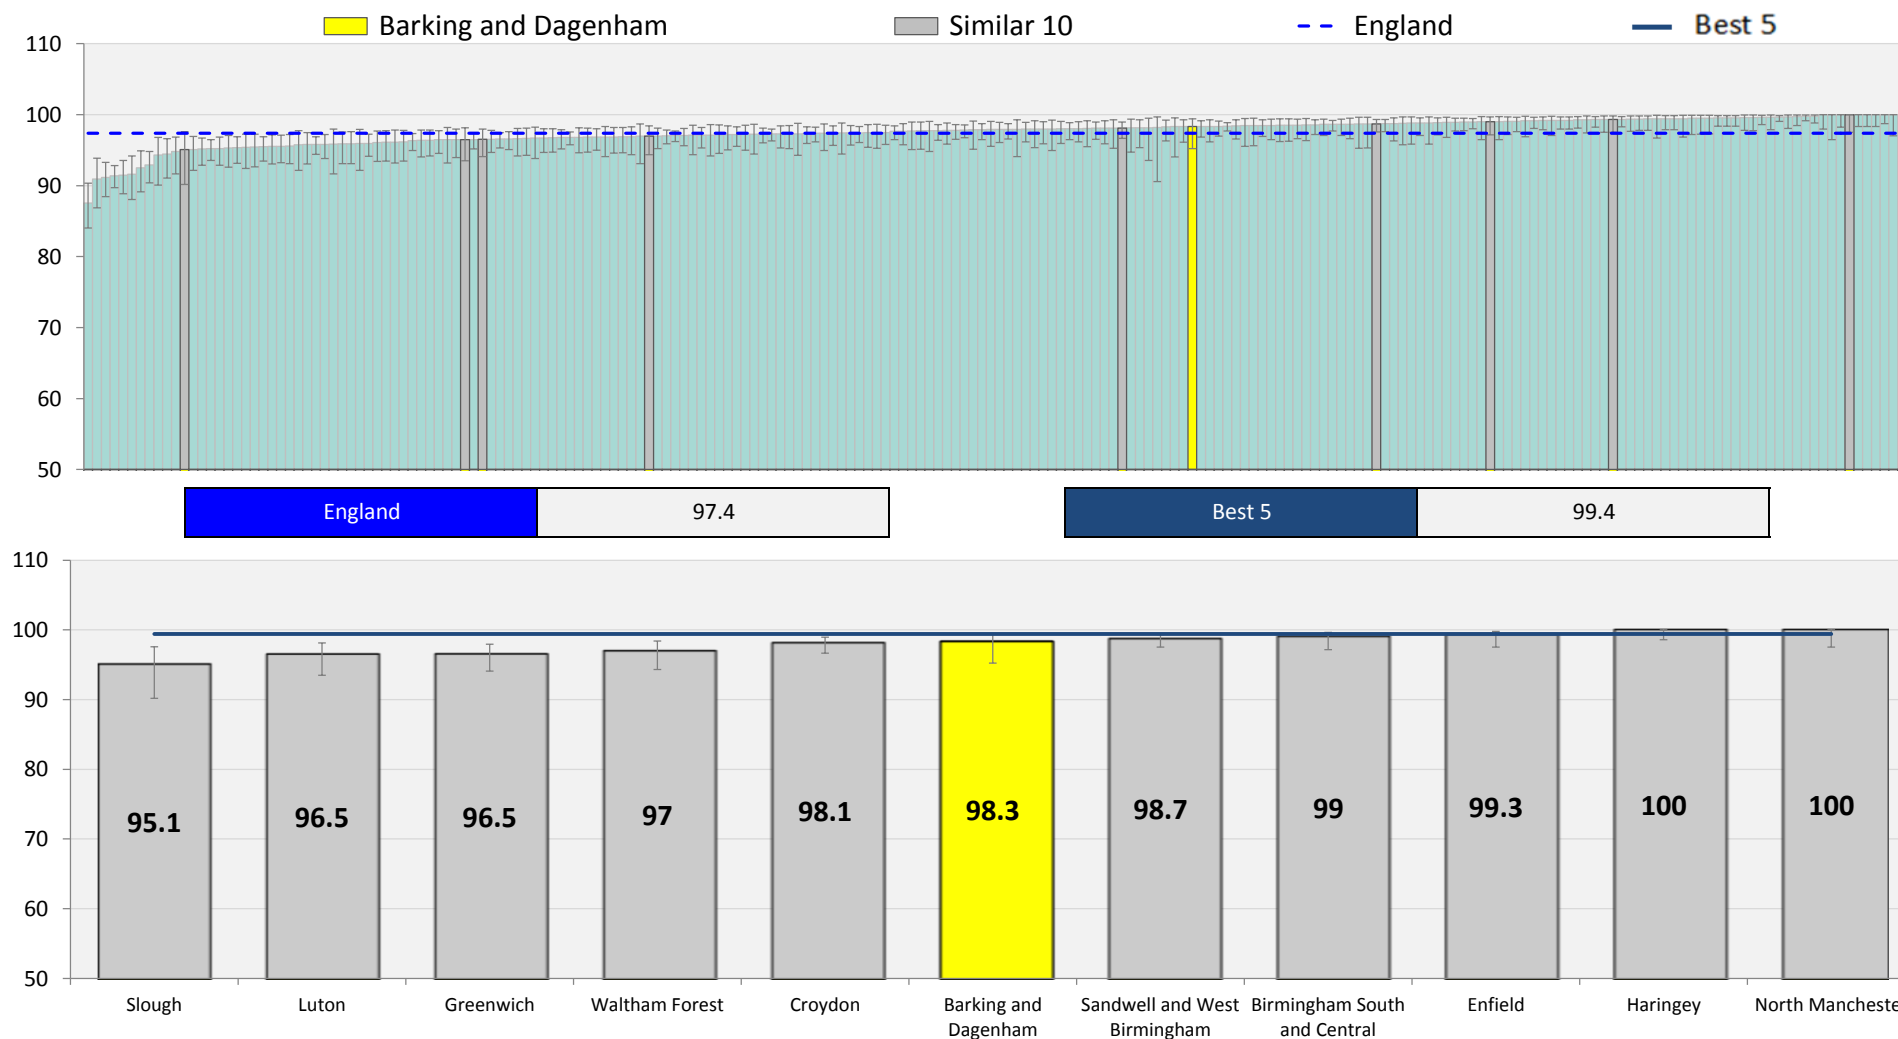 Barking and Dagenham Similar 10 England Best 5
110
100
90
80
70
60
50
England 97.4 Best 5 99.4
110
100
90
80
70
60
50
95.1 96.5 96.5 97 98.1 98.3 98.7 99 99.3 100 100
Slough Luton Greenwich Waltham Forest Croydon Barking and Sandwell and West Birmingham South Enfield Haringey North Mancheste
Dagenham Birmingham and Central